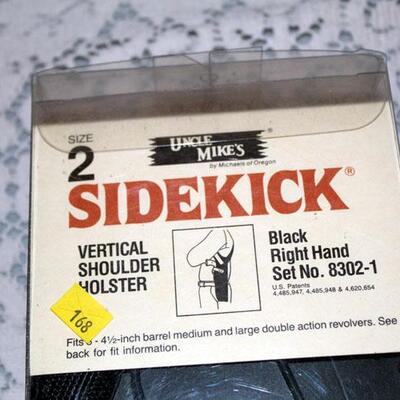 SIZE
2
UNCLE
MIKE'S®
by Michaels of Oregon
SIDEKICK®
VERTICAL
SHOULDER
HOLSTER
Black
Right Hand
Set No. 8302-1
U.S. Patents
4,485,947, 4,485,948 & 4,620,654
168
Fits - 4½-inch barrel medium and large double action revolvers. See
back for fit information.